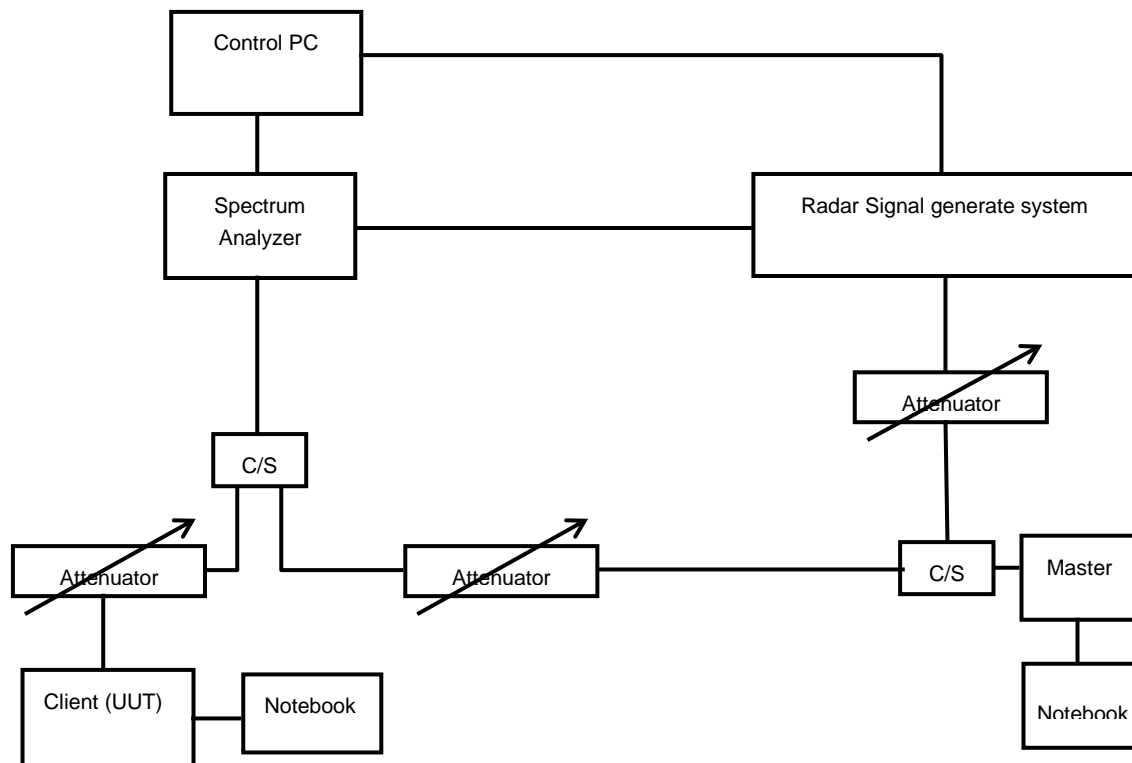 Control PC
Spectrum
Analyzer
Radar Signal generate system
Attenuator
C/S
Attenuator
Attenuator
C/S
Master
Client (UUT)
Notebook
Notebook